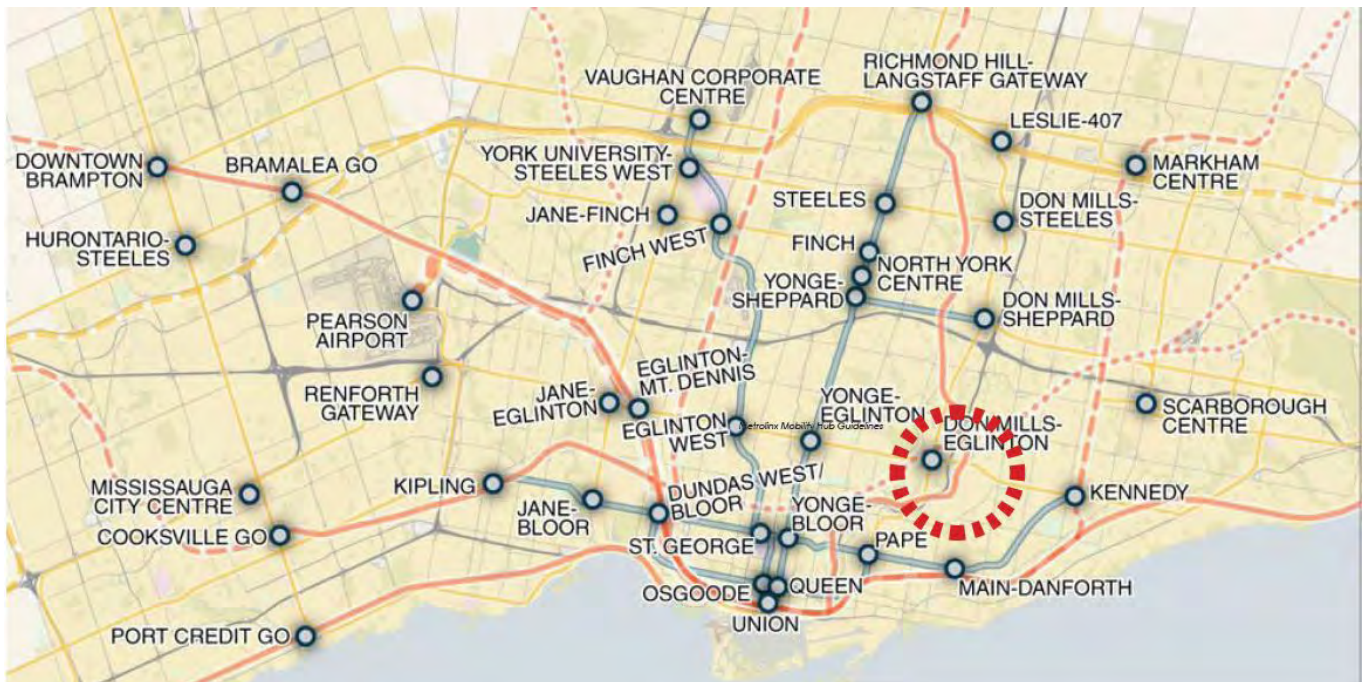 VAUGHAN CORPORATE
CENTRE
RICHMOND HILL-
LANGSTAFF GATEWAY
LESLIE-407
DOWNTOWN
BRAMPTON
BRAMALEA GO
YORK UNIVERSITY-
STEELES WEST
MARKHAM
CENTRE
JANE-FINCH
STEELES
DON MILLS-
STEELES
HURONTARIO-
STEELES
FINCH WEST
FINCH
NORTH YORK
CENTRE
YONGE-
SHEPPARD
DON MILLS-
SHEPPARD
PEARSON
AIRPORT
RENFORTH
GATEWAY
JANE-
EGLINTON
EGLINTON-
MT. DENNIS
EGLINTON
WEST
YONGE-
EGLINTON
Metrolinx Mobility Hub Guidelines
DON MILLS-
EGLINTON
SCARBOROUGH
CENTRE
MISSISSAUGA
CITY CENTRE
KIPLING
JANE-
BLOOR
DUNDAS WEST/
BLOOR
YONGE-
BLOOR
KENNEDY
COOKSVILLE GO
ST. GEORGE
PAPE
MAIN-DANFORTH
OSGOODE
QUEEN
UNION
PORT CREDIT GO